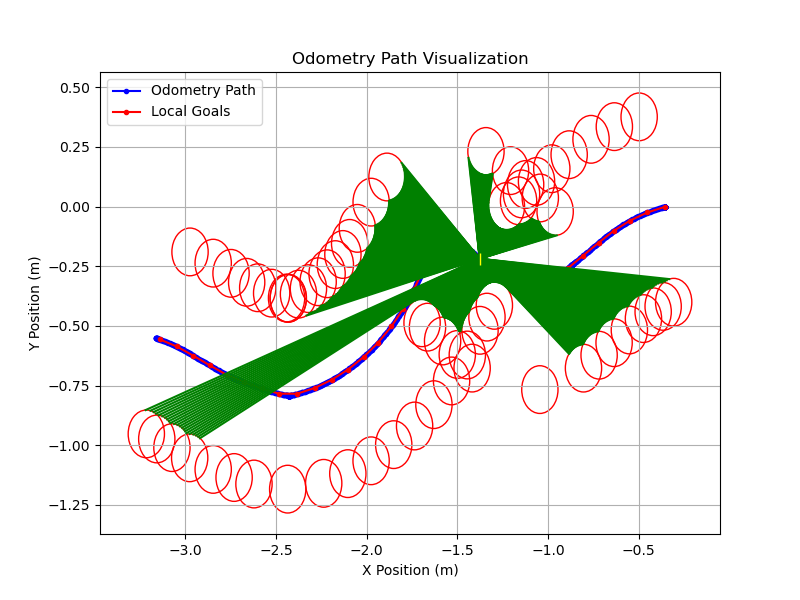 Odometry Path Visualization
Odometry Path
Local Goals
0.50
0.25
0.00
−0.25
−0.50
−0.75
−1.00
−1.25
Y Position (m)
−3.0
−2.5
−2.0
−1.5
−1.0
−0.5
X Position (m)